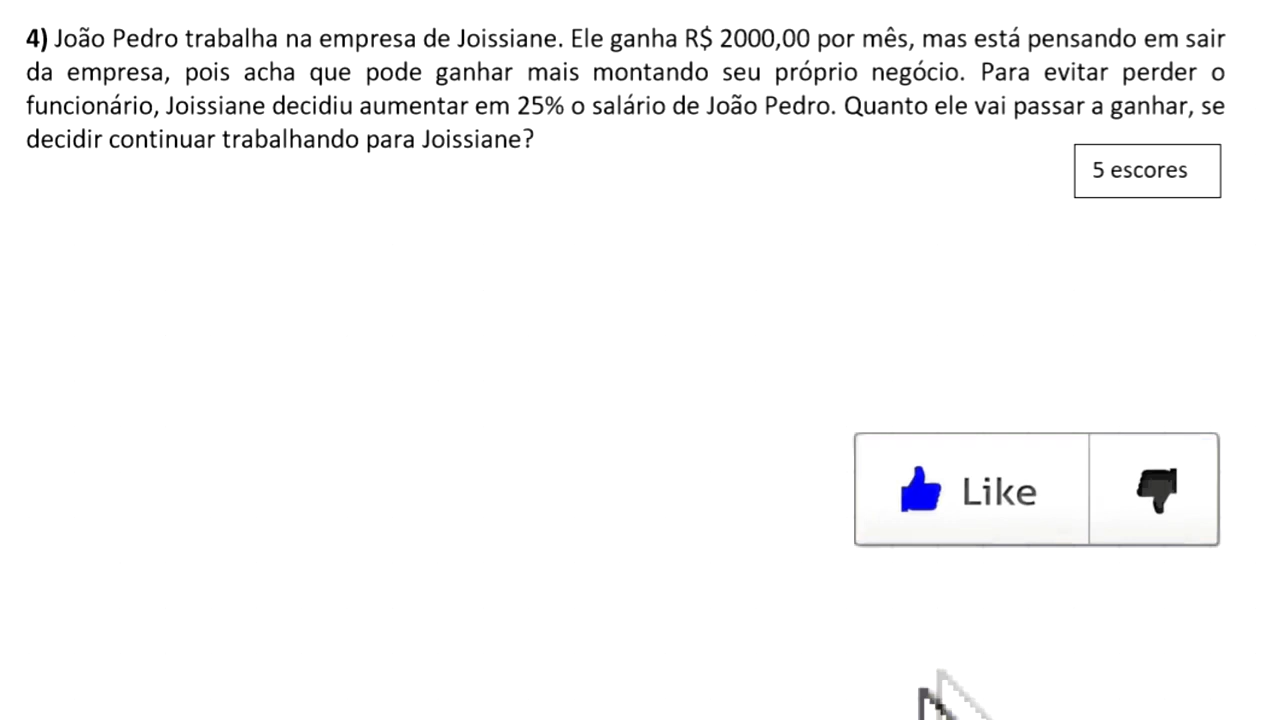 4) João Pedro trabalha na empresa de Joissiane. Ele ganha R$ 2000,00 por mês, mas está pensando em sair
da empresa, pois acha que pode ganhar mais montando seu próprio negócio. Para evitar perder o
funcionário, Joissiane decidiu aumentar em 25% o salário de João Pedro. Quanto ele vai passar a ganhar, se
decidir continuar trabalhando para Joissiane?
5 escores
Like